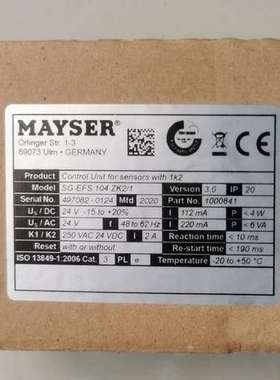 MAYSER®
Örlinger Str. 1-3
89073 Ulm • GERMANY
Product Control Unit for sensors with 1k2
Model SG-EFS 104 ZK2/1 Version 3.0 IP 20
Serial No. 497082 - 0124 Mfd 2020 Part No. 1000841
Us / DC 24 V -15 to +20% I 112 mA P < 4 W
Us / AC 24 V f 48 to 62 Hz I 220 mA P < 6 VA
K1 / K2 250 VAC 24 VDC I 2 A Reaction time < 10 ms
Reset with or without Re-start time < 190 ms
ISO 13849-1:2006 Cat. 3 PL e Temperature -20 to +50 °C